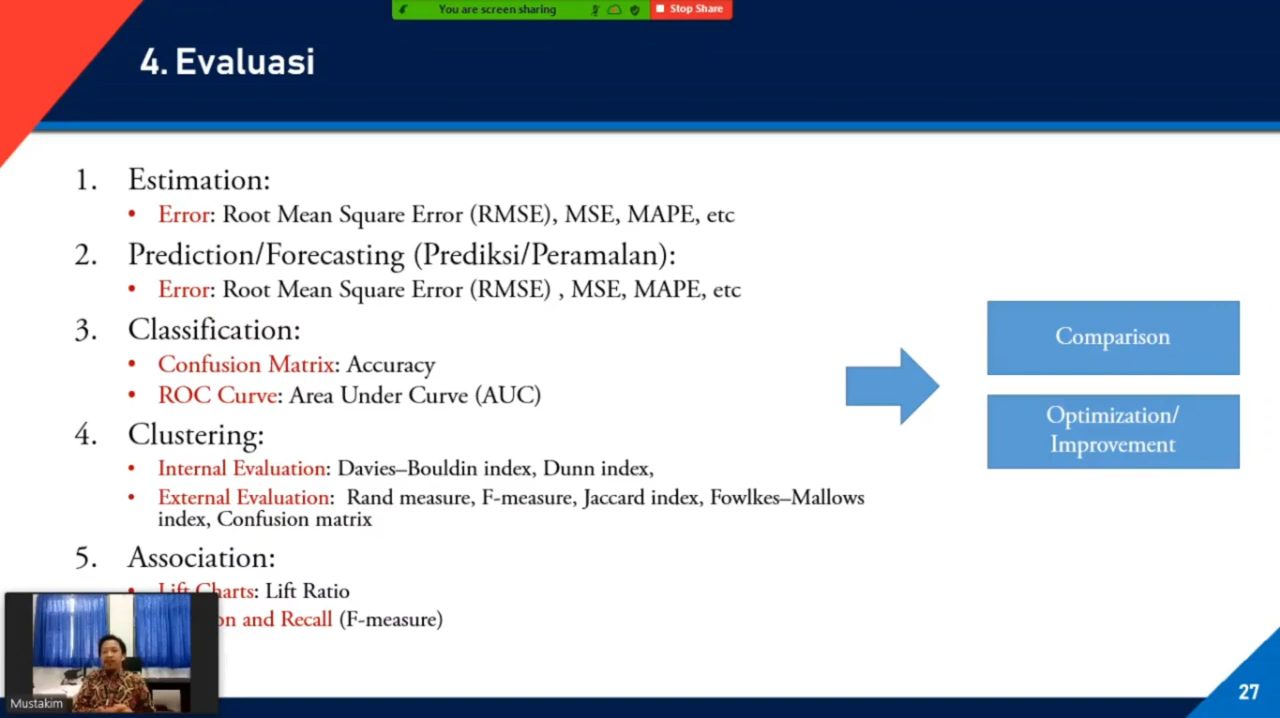 You are screen sharing
Stop Share
4. Evaluasi
1. Estimation:
• Error: Root Mean Square Error (RMSE), MSE, MAPE, etc
2. Prediction/Forecasting (Prediksi/Peramalan):
• Error: Root Mean Square Error (RMSE) , MSE, MAPE, etc
3. Classification:
• Confusion Matrix: Accuracy
• ROC Curve: Area Under Curve (AUC)
4. Clustering:
• Internal Evaluation: Davies–Bouldin index, Dunn index,
• External Evaluation: Rand measure, F-measure, Jaccard index, Fowlkes–Mallows
index, Confusion matrix
5. Association:
• Lift Charts: Lift Ratio
and Recall (F-measure)
Comparison
Optimization/
Improvement
Mustakim
27